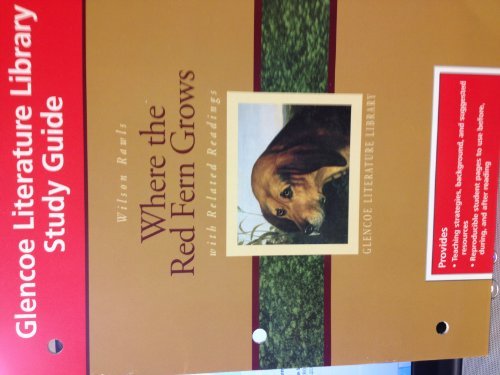 Glencoe Literature Library
Study Guide
Wilson Rawls
Where the
Red Fern Grows
with Related Readings
GLENCOE LITERATURE LIBRARY
Provides
• Teaching strategies, background, and suggested
resources
• Reproducible student pages to use before,
during, and after reading